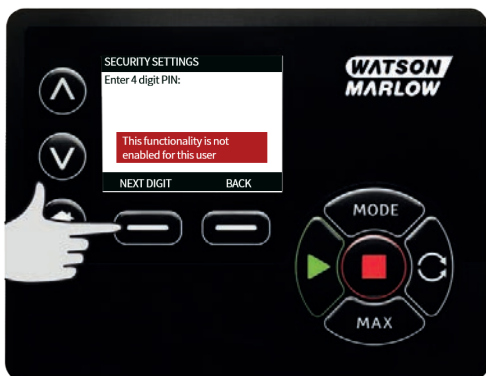 SECURITY SETTINGS
Enter 4 digit PIN:
This functionality is not
enabled for this user
NEXT DIGIT BACK
WATSON
MARLOW
MODE
MAX